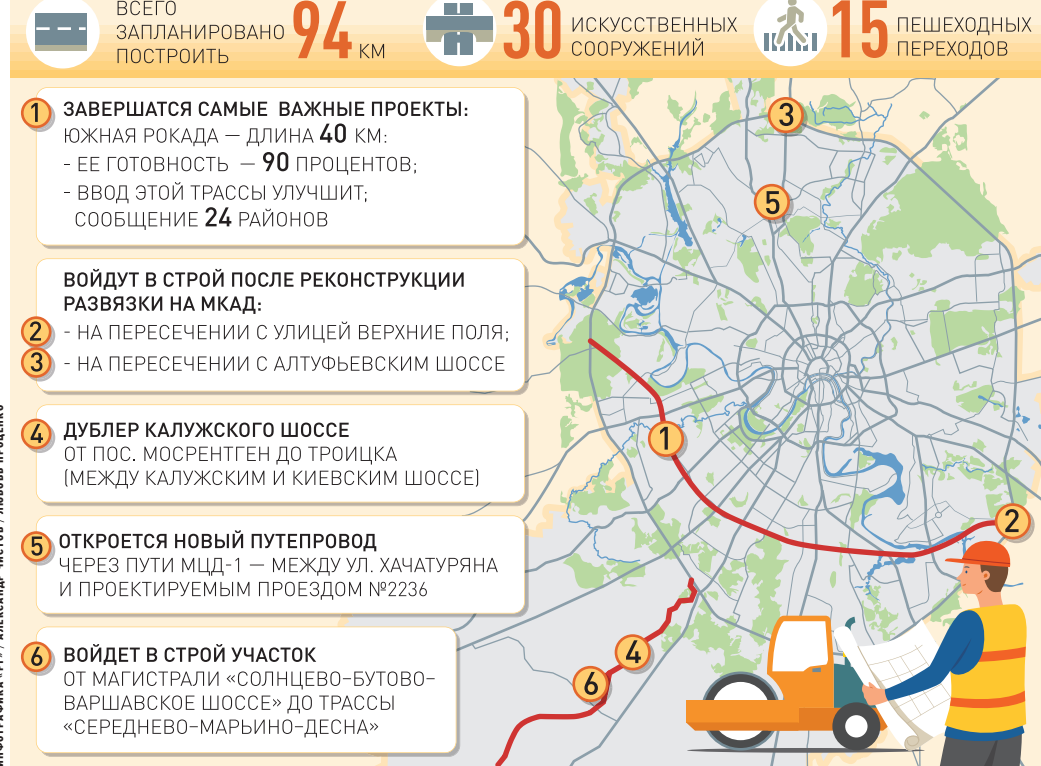 ВСЕГО
ЗАПЛАНИРОВАНО
ПОСТРОИТЬ
94 КМ
30 ИСКУССТВЕННЫХ
СООРУЖЕНИЙ
15 ПЕШЕХОДНЫХ
ПЕРЕХОДОВ
1 ЗАВЕРШАТСЯ САМЫЕ ВАЖНЫЕ ПРОЕКТЫ:
ЮЖНАЯ РОКАДА — ДЛИНА 40 КМ:
- ЕЕ ГОТОВНОСТЬ — 90 ПРОЦЕНТОВ;
- ВВОД ЭТОЙ ТРАССЫ УЛУЧШИТ;
СООБЩЕНИЕ 24 РАЙОНОВ
ВОЙДУТ В СТРОЙ ПОСЛЕ РЕКОНСТРУКЦИИ
РАЗВЯЗКИ НА МКАД:
2 - НА ПЕРЕСЕЧЕНИИ С УЛИЦЕЙ ВЕРХНИЕ ПОЛЯ;
3 - НА ПЕРЕСЕЧЕНИИ С АЛТУФЬЕВСКИМ ШОССЕ
4 ДУБЛЕР КАЛУЖСКОГО ШОССЕ
ОТ ПОС. МОСРЕНТГЕН ДО ТРОИЦКА
(МЕЖДУ КАЛУЖСКИМ И КИЕВСКИМ ШОССЕ)
5 ОТКРОЕТСЯ НОВЫЙ ПУТЕПРОВОД
ЧЕРЕЗ ПУТИ МЦД-1 — МЕЖДУ УЛ. ХАЧАТУРЯНА
И ПРОЕКТИРУЕМЫМ ПРОЕЗДОМ №2236
6 ВОЙДЕТ В СТРОЙ УЧАСТОК
ОТ МАГИСТРАЛИ «СОЛНЦЕВО–БУТОВО–
ВАРШАВСКОЕ ШОССЕ» ДО ТРАССЫ
«СЕРЕДНЕВО–МАРЬИНО–ДЕСНА»
3
5
1
2
4
6